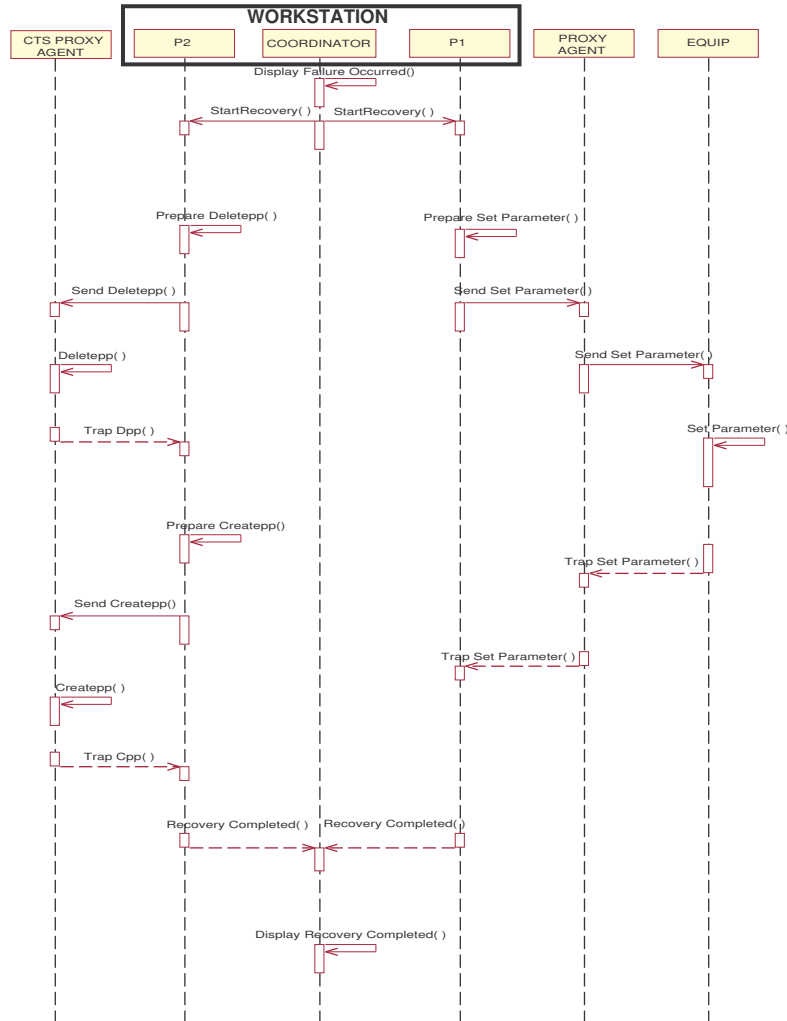 WORKSTATION
CTS PROXY
AGENT
P2
COORDINATOR
P1
PROXY
AGENT
EQUIP
Display Failure Occurred()
StartRecovery( )
StartRecovery( )
Prepare Deletepp( )
Prepare Set Parameter( )
Send Deletepp( )
Send Set Parameter( )
Deletepp( )
Send Set Parameter( )
Trap Dpp( )
Set Parameter( )
Prepare Createpp()
Trap Set Parameter( )
Send Createpp()
Trap Set Parameter( )
Createpp( )
Trap Cpp( )
Recovery Completed( )
Recovery Completed( )
Display Recovery Completed( )